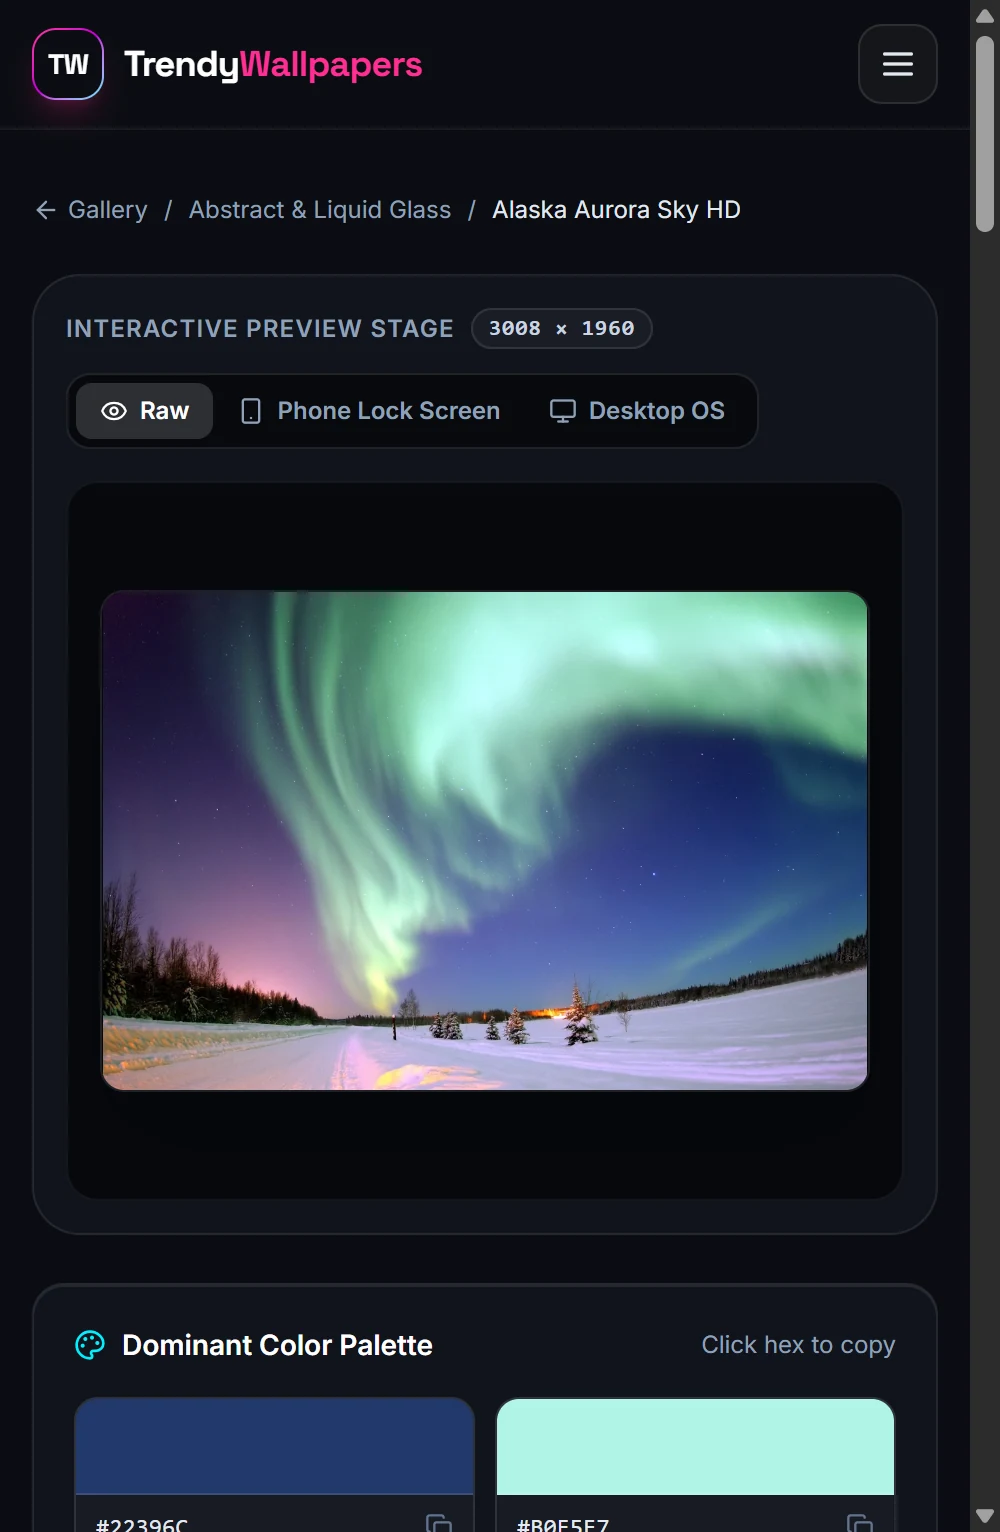 TW TrendyWallpapers
Gallery / Abstract & Liquid Glass / Alaska Aurora Sky HD
INTERACTIVE PREVIEW STAGE 3008 × 1960
Raw Phone Lock Screen Desktop OS
Dominant Color Palette Click hex to copy
#22396C #B0F5E7